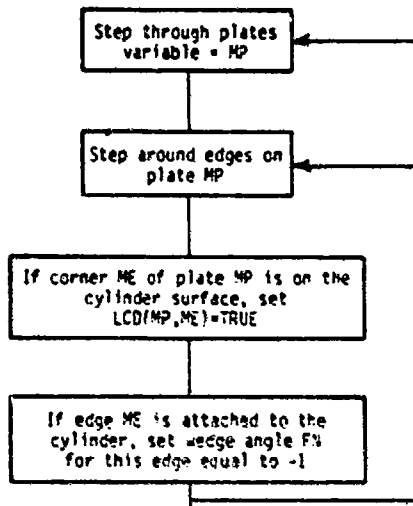 Step through plates
variable = MP
Step around edges on
plate MP
If corner ME of plate MP is on the
cylinder surface, set
LCD(MP,ME)=TRUE
If edge ME is attached to the
cylinder, set wedge angle FN
for this edge equal to -1